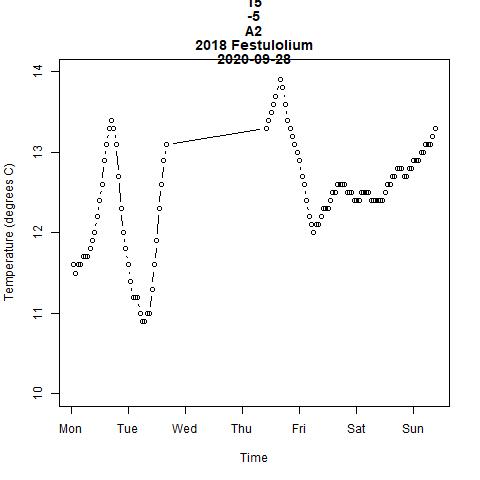 15
-5
A2
2018 Festulolium
2020-09-28
14
13
12
11
10
Temperature (degrees C)
Mon Tue Wed Thu Fri Sat Sun
Time